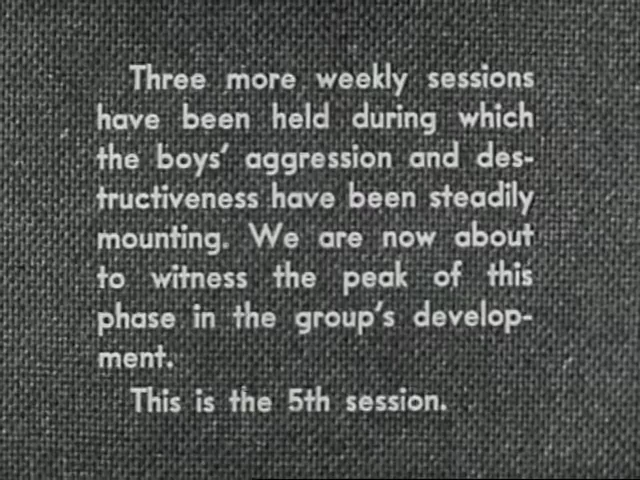 Three more weekly sessions
have been held during which
the boys' aggression and des-
tructiveness have been steadily
mounting. We are now about
to witness the peak of this
phase in the group's develop-
ment.
This is the 5th session.